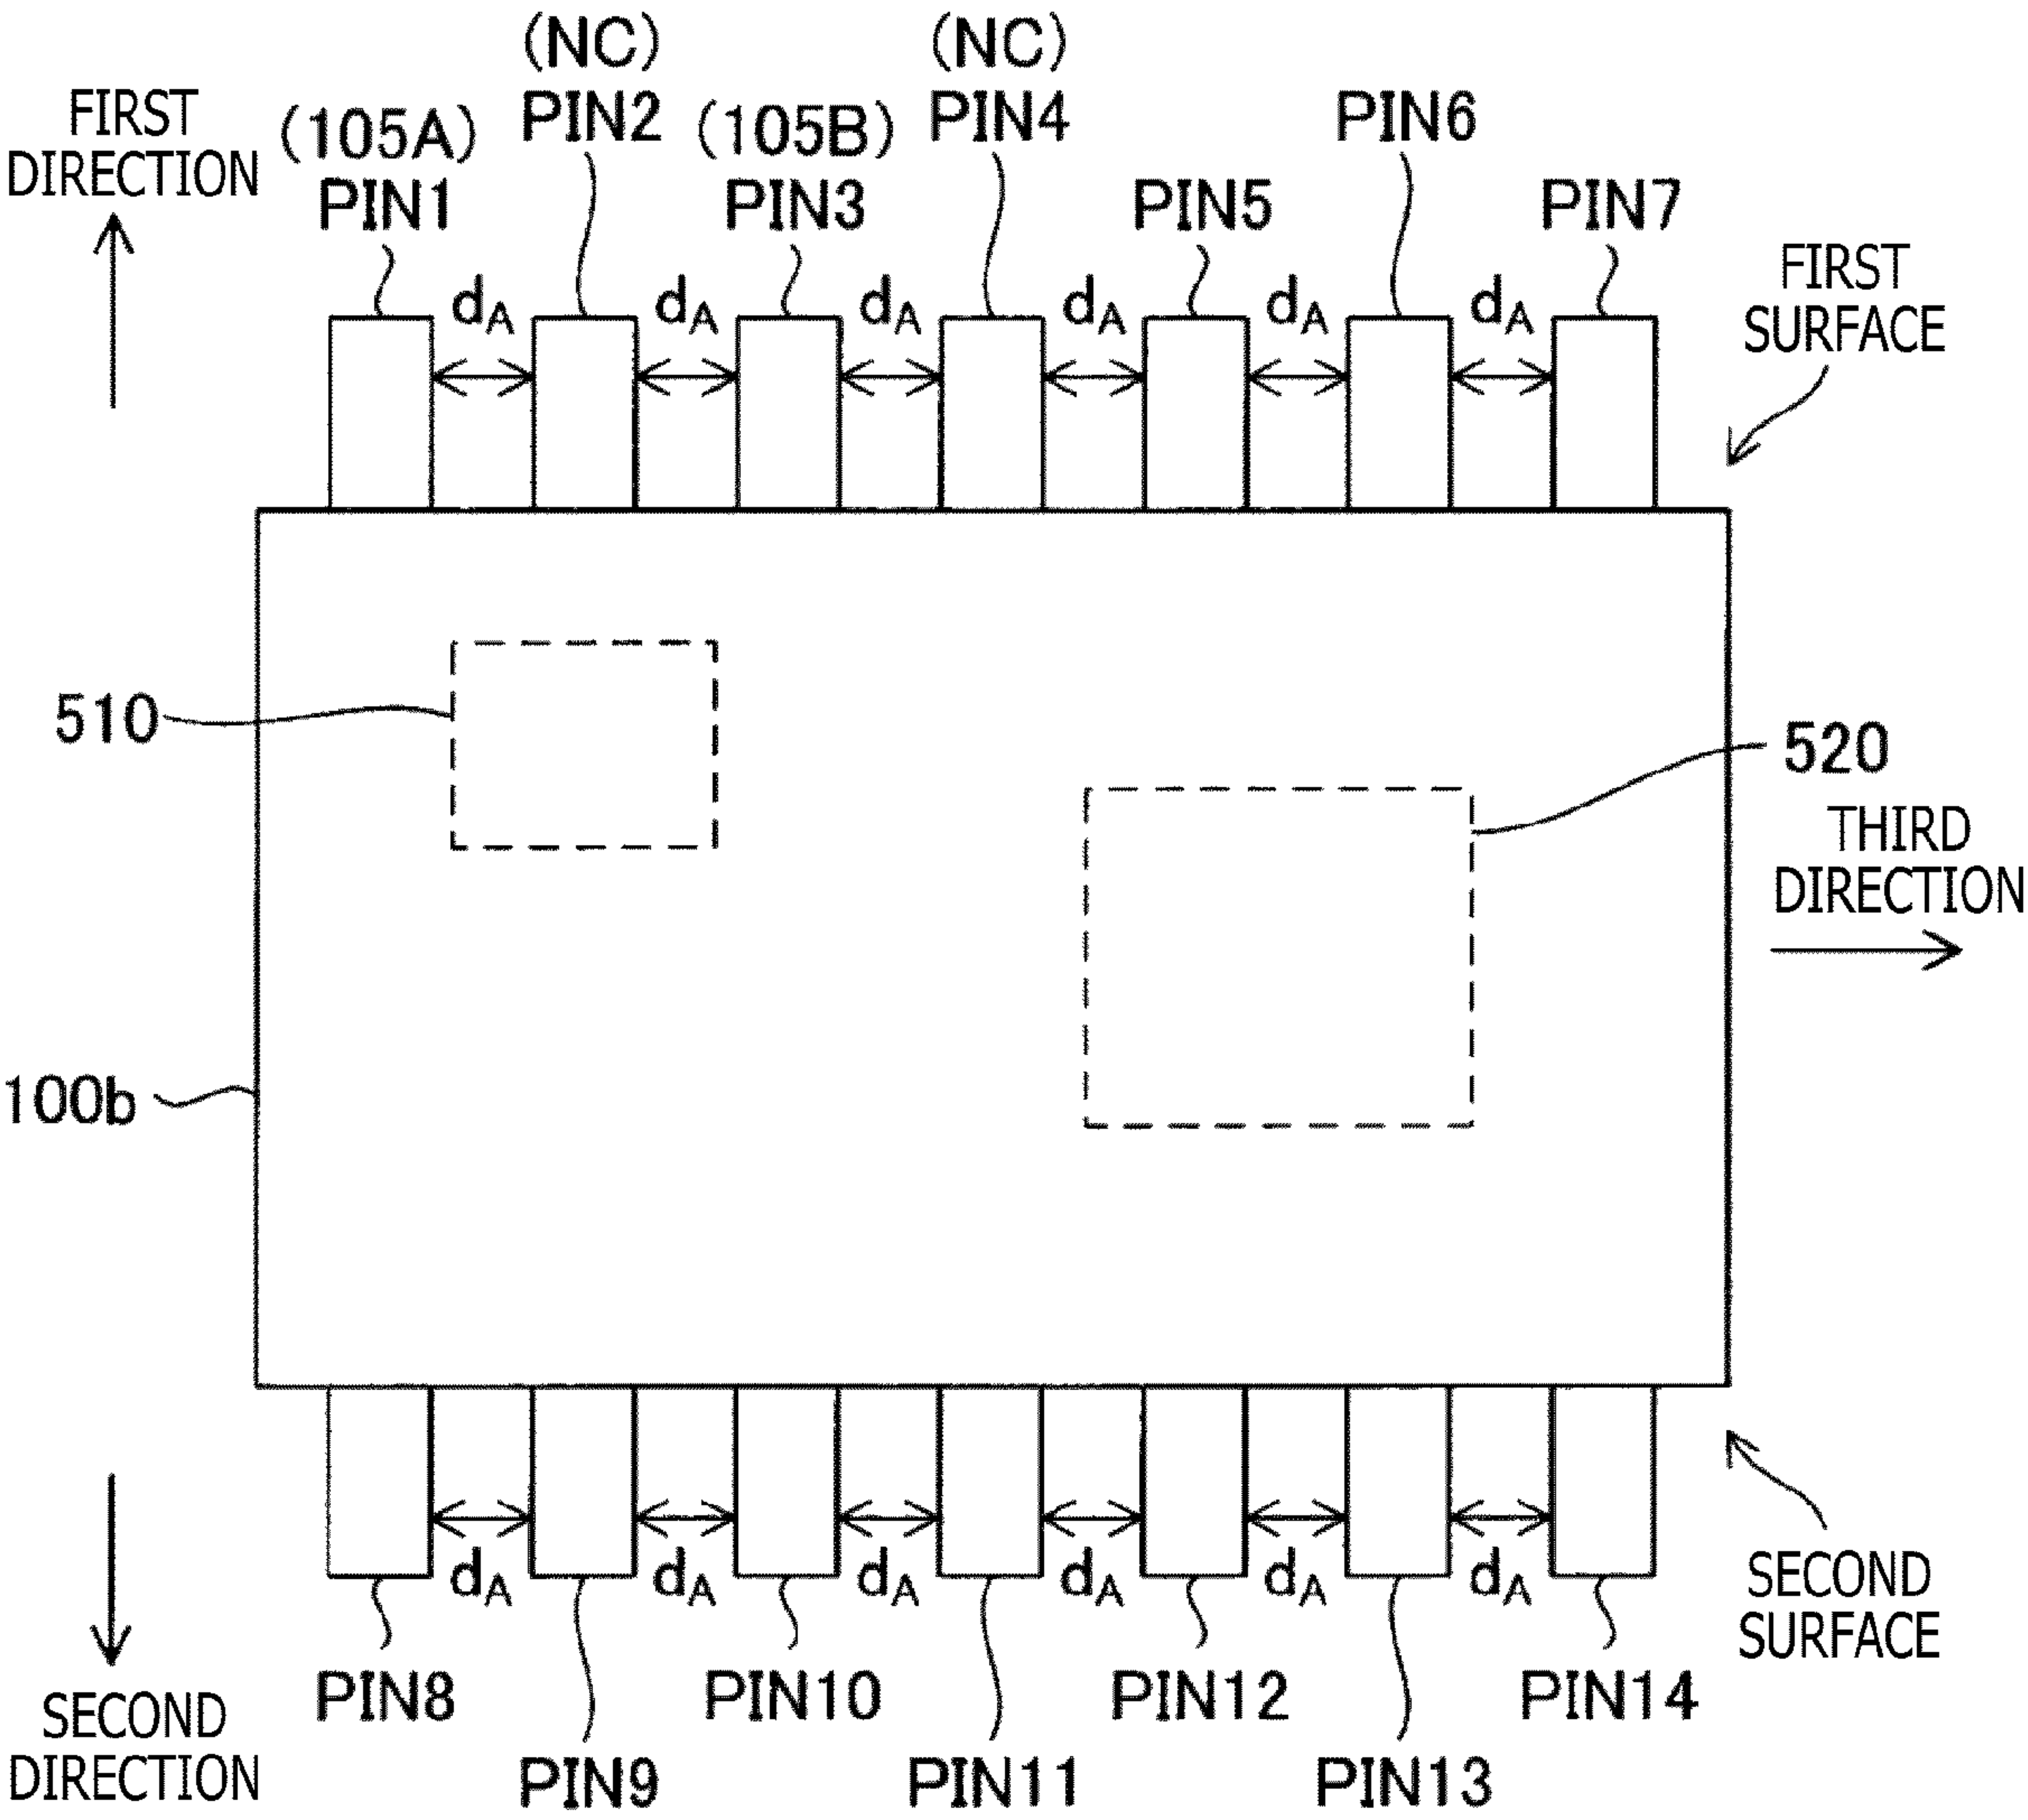 (NC)
(NC)
FIRST
DIRECTION
(105A)
PIN2
(105B)
PIN4
PIN6
PIN1
PIN3
PIN5
PIN7
FIRST
SURFACE
dA
dA
dA
dA
dA
dA
510
520
THIRD
DIRECTION
100b
dA
dA
dA
dA
dA
dA
SECOND
SURFACE
PIN8
PIN10
PIN12
PIN14
SECOND
DIRECTION
PIN9
PIN11
PIN13